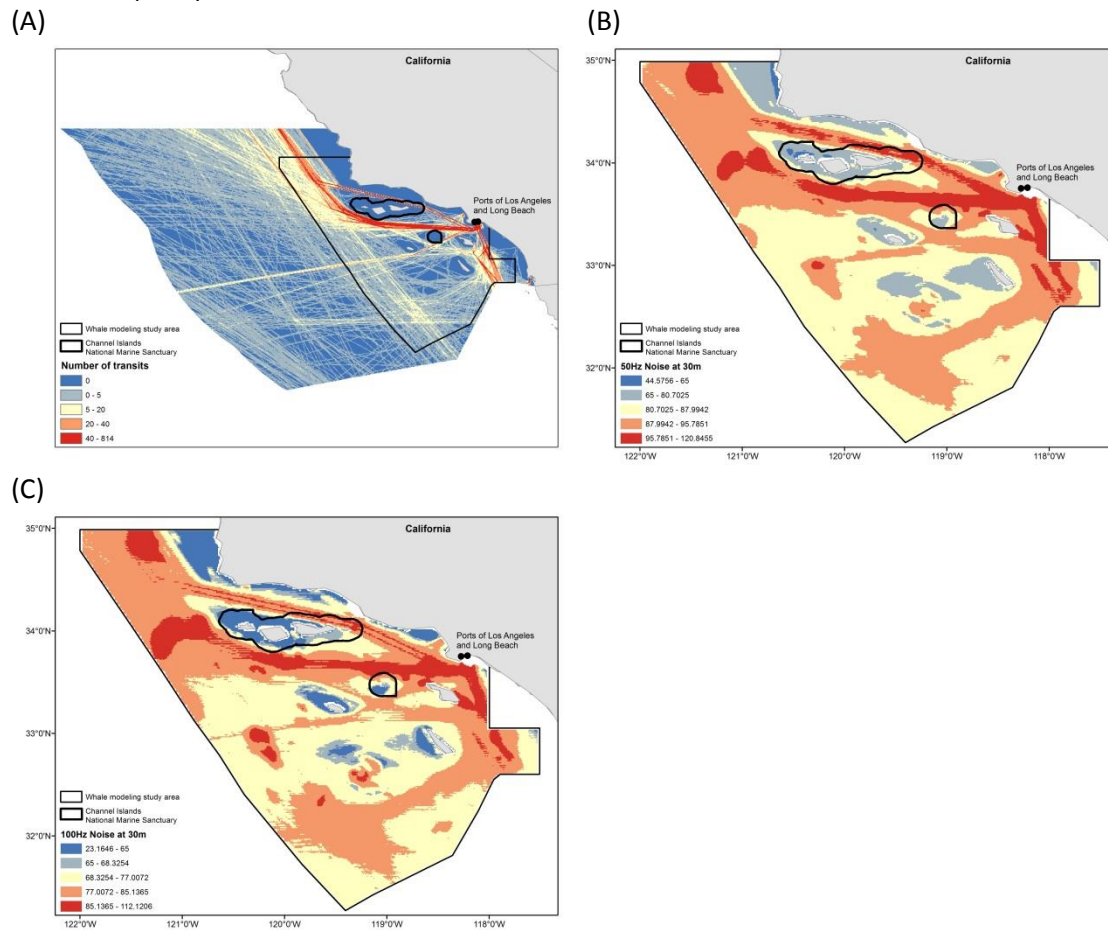 (A)
California
Ports of Los Angeles
and Long Beach
Whale modeling study area
Channel Islands
National Marine Sanctuary
Number of transits
0
0 - 5
5 - 20
20 - 40
40 - 814
(B)
California
35°0'N
34°0'N
33°0'N
32°0'N
Ports of Los Angeles
and Long Beach
Whale modeling study area
Channel Islands
National Marine Sanctuary
50Hz Noise at 30m
44.5756 - 65
65 - 80.7025
80.7025 - 87.9942
87.9942 - 95.7851
95.7851 - 120.8455
122°0'W
121°0'W
120°0'W
119°0'W
118°0'W
(C)
California
35°0'N
34°0'N
33°0'N
32°0'N
Ports of Los Angeles
and Long Beach
Whale modeling study area
Channel Islands
National Marine Sanctuary
100Hz Noise at 30m
23.1646 - 65
65 - 68.3254
68.3254 - 77.0072
77.0072 - 85.1365
85.1365 - 112.1206
122°0'W
121°0'W
120°0'W
119°0'W
118°0'W